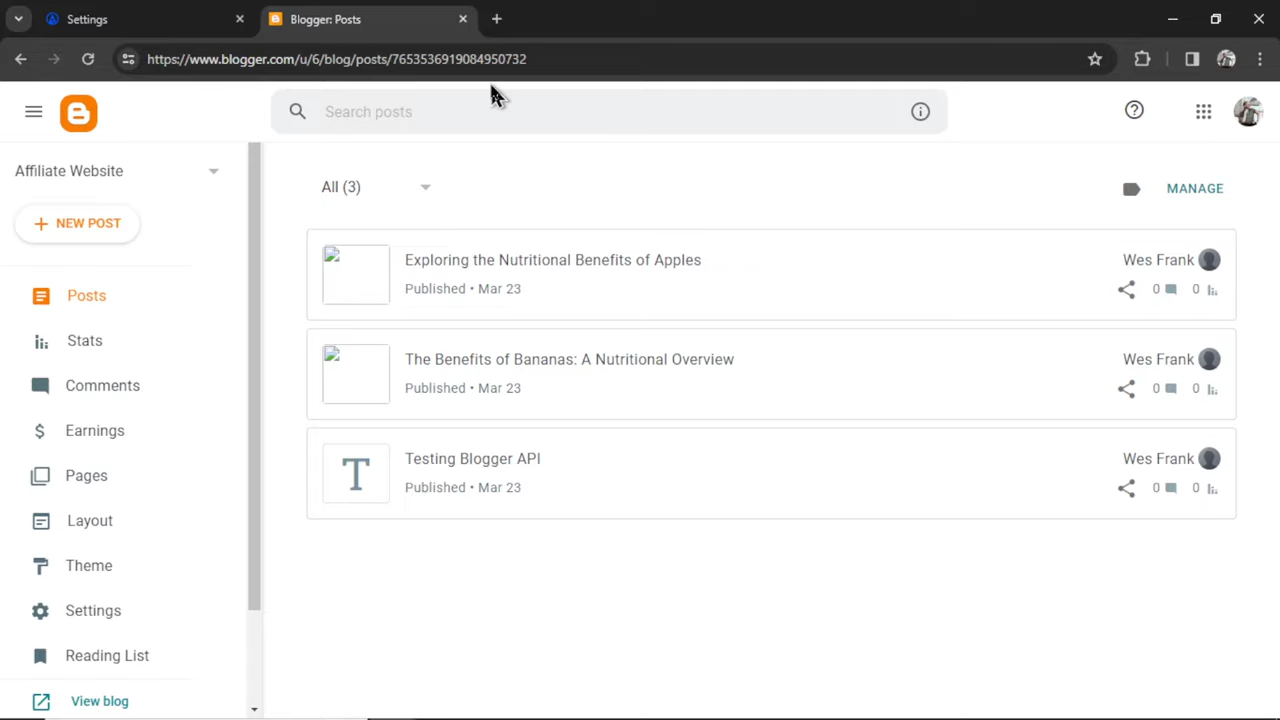 Settings
Blogger: Posts
https://www.blogger.com/u/6/blog/posts/7653536919084950732
Search posts
Affiliate Website
NEW POST
Posts
Stats
Comments
Earnings
Pages
Layout
Theme
Settings
Reading List
View blog
All (3)
MANAGE
Exploring the Nutritional Benefits of Apples
Wes Frank
Published • Mar 23
0 0
The Benefits of Bananas: A Nutritional Overview
Wes Frank
Published • Mar 23
0 0
T
Testing Blogger API
Wes Frank
Published • Mar 23
0 0